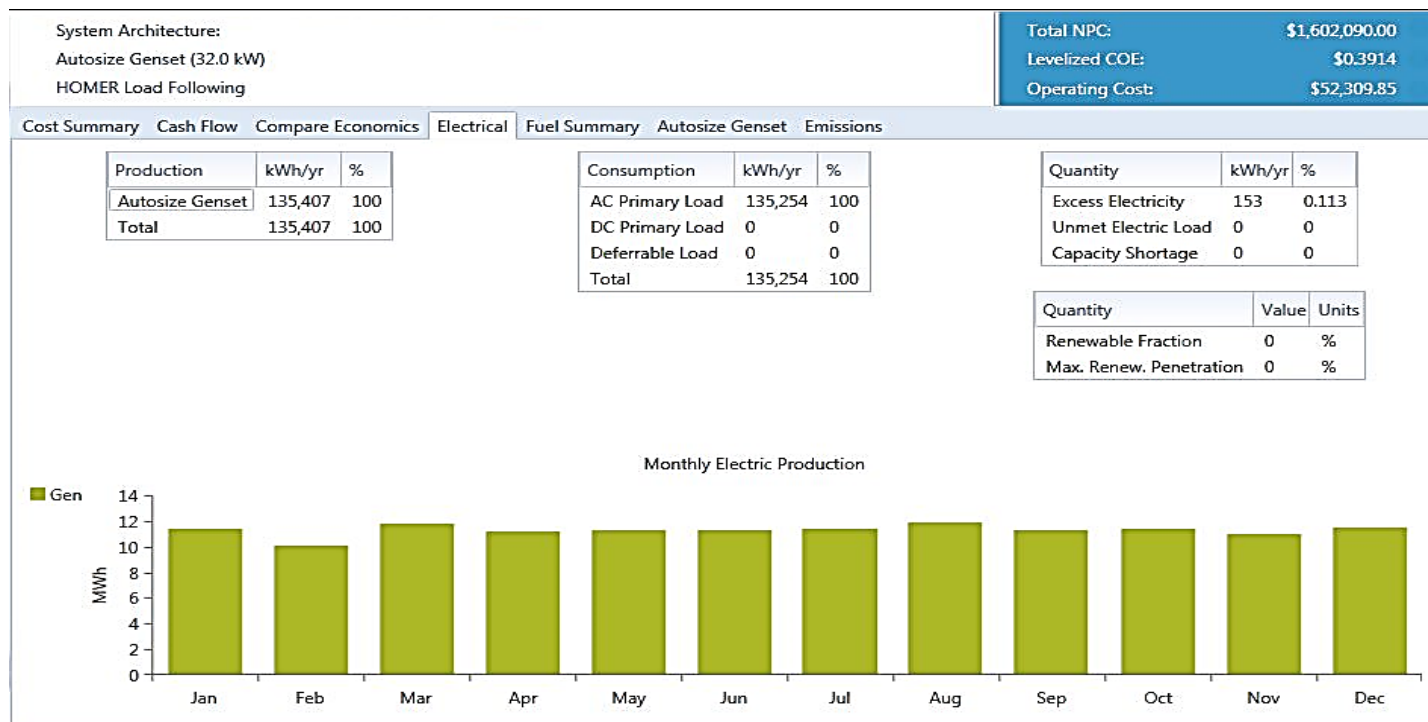 System Architecture:
Autosize Genset (32.0 kW)
HOMER Load Following
Total NPC: $1,602,090.00
Levelized COE: $0.3914
Operating Cost: $52,309.85
Cost Summary Cash Flow Compare Economics Electrical Fuel Summary Autosize Genset Emissions
Production kWh/yr %
Autosize Genset 135,407 100
Total 135,407 100
Consumption kWh/yr %
AC Primary Load 135,254 100
DC Primary Load 0 0
Deferrable Load 0 0
Total 135,254 100
Quantity kWh/yr %
Excess Electricity 153 0.113
Unmet Electric Load 0 0
Capacity Shortage 0 0
Quantity Value Units
Renewable Fraction 0 %
Max. Renew. Penetration 0 %
Monthly Electric Production
Gen
MWh
14
12
10
8
6
4
2
0
Jan Feb Mar Apr May Jun Jul Aug Sep Oct Nov Dec